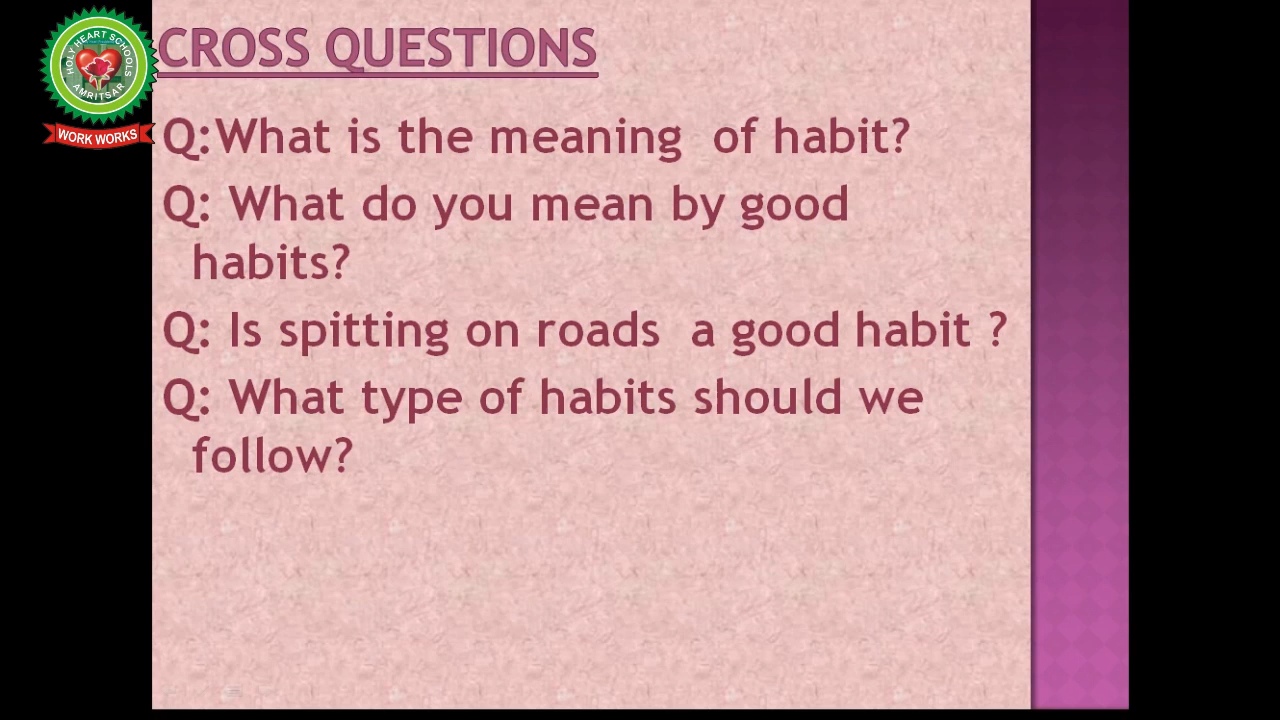 HOLY HEART SCHOOLS
AMRITSAR
WORK WORKS
CROSS QUESTIONS
Q:What is the meaning  of habit?
Q: What do you mean by good
habits?
Q: Is spitting on roads  a good habit ?
Q: What type of habits should we
follow?